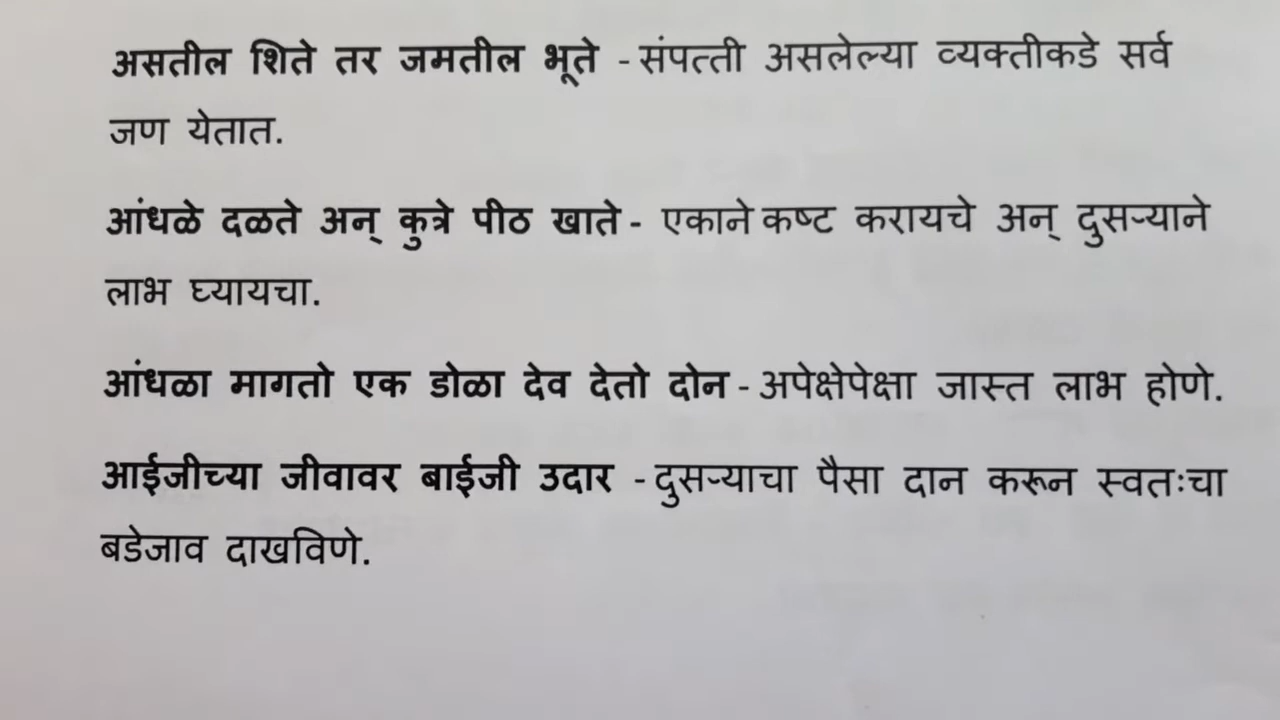 असतील शिते तर जमतील भूते - संपत्ती असलेल्या व्यक्तीकडे सर्व
जण येतात.
आंधळे दळते अन् कुत्रे पीठ खाते - एकाने कष्ट करायचे अन् दुसऱ्याने
लाभ घ्यायचा.
आंधळा मागतो एक डोळा देव देतो दोन - अपेक्षेपेक्षा जास्त लाभ होणे.
आईजीच्या जीवावर बाईजी उदार - दुसऱ्याचा पैसा दान करून स्वतःचा
बडेजाव दाखविणे.